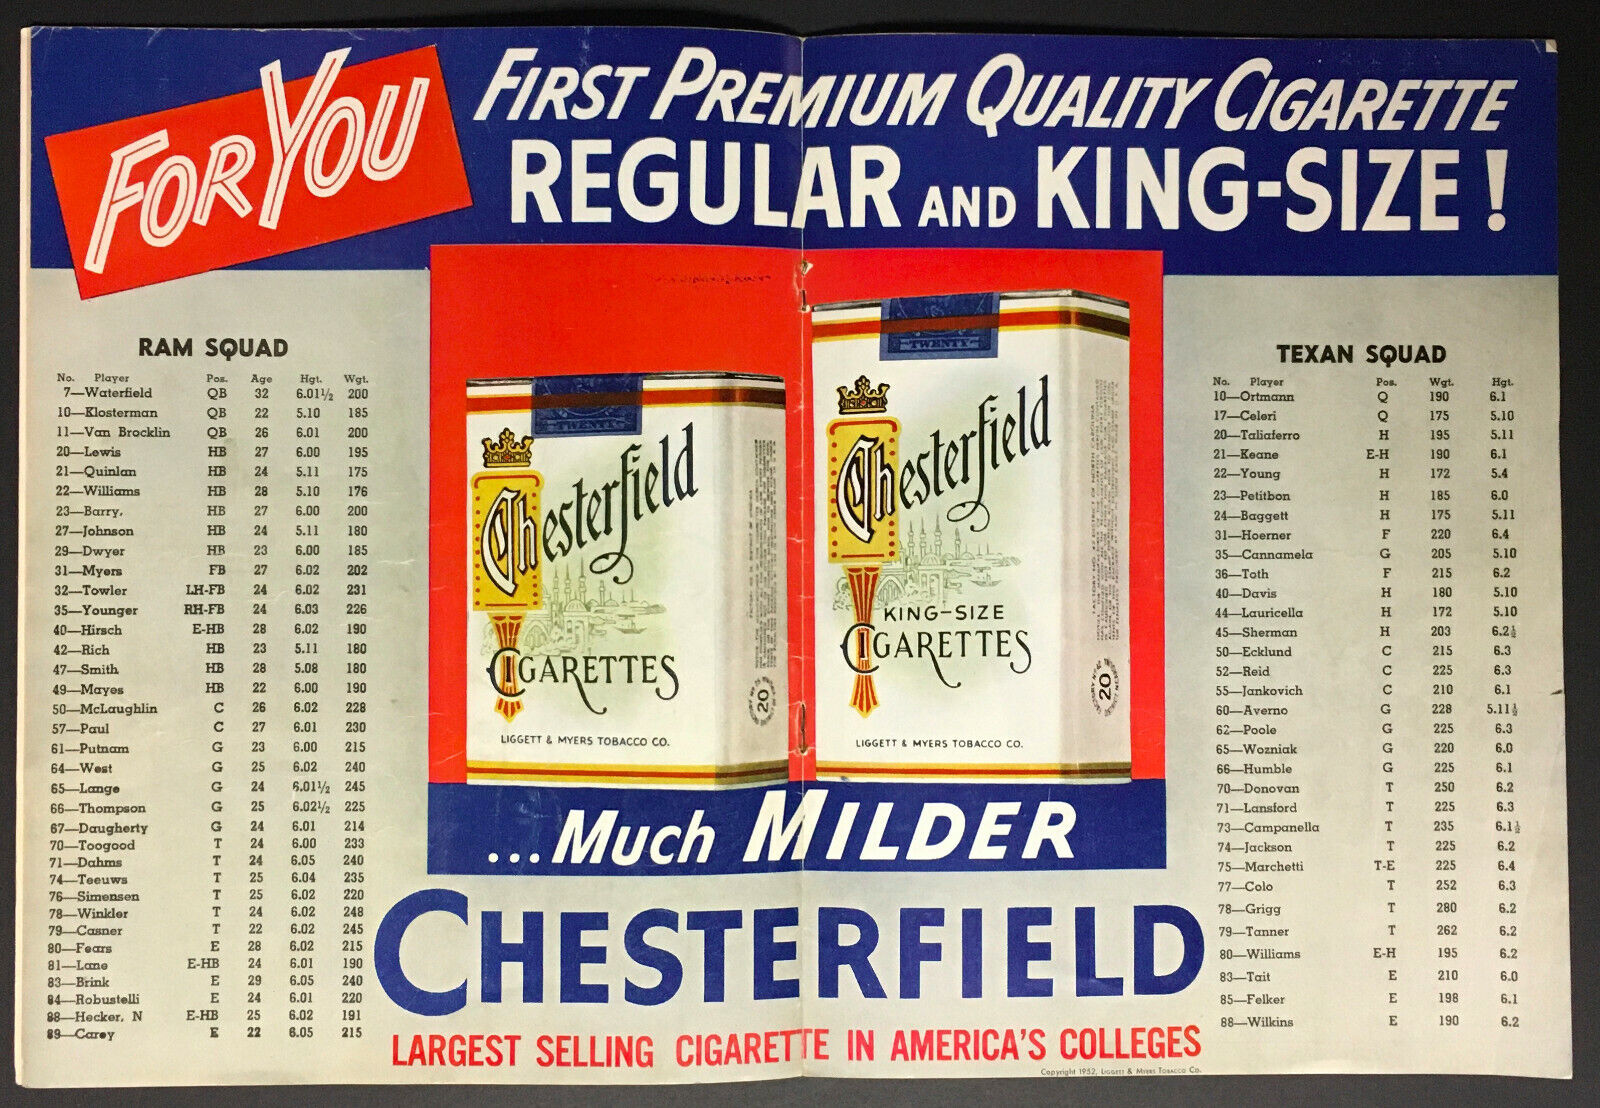 FOR YOU
FIRST PREMIUM QUALITY CIGARETTE
REGULAR AND KING-SIZE!
RAM SQUAD
No. Player Pos. Age Hgt. Wgt.
7—Waterfield QB 32 6.01½ 200
10—Klosterman QB 22 5.10 185
11—Van Brocklin QB 26 6.01 200
20—Lewis HB 27 6.00 195
21—Quinlan HB 24 5.11 175
22—Williams HB 28 5.10 176
23—Barry, HB 27 6.00 200
27—Johnson HB 24 5.11 180
29—Dwyer HB 23 6.00 185
31—Myers FB 27 6.02 202
32—Towler LH-FB 24 6.02 231
35—Younger RH-FB 24 6.03 226
40—Hirsch E-HB 28 6.02 190
42—Rich HB 23 5.11 180
47—Smith HB 28 5.08 180
49—Mayes HB 22 6.00 190
50—McLaughlin C 26 6.02 228
57—Paul C 27 6.01 230
61—Putnam G 23 6.00 215
64—West G 25 6.02 240
65—Lange G 24 6.01½ 245
66—Thompson G 25 6.02½ 225
67—Daugherty G 24 6.01 214
70—Toogood T 24 6.00 233
71—Dahms T 24 6.05 240
74—Teeuws T 25 6.04 235
76—Simensen T 25 6.02 220
78—Winkler T 24 6.02 248
79—Casner T 22 6.02 245
80—Fears E 28 6.02 215
81—Lane E-HB 24 6.01 190
83—Brink E 29 6.05 240
84—Robustelli E 24 6.01 220
88—Hecker, N E-HB 25 6.02 191
89—Carey E 22 6.05 215
TWENTY
Chesterfield
CIGARETTES
LIGGETT & MYERS TOBACCO CO.
20
TWENTY
Chesterfield
KING-SIZE
CIGARETTES
LIGGETT & MYERS TOBACCO CO.
20
...MUCH MILDER
CHESTERFIELD
LARGEST SELLING CIGARETTE IN AMERICA'S COLLEGES
Copyright 1952, LIGGETT & MYERS TOBACCO CO.
TEXAN SQUAD
No. Player Pos. Wgt. Hgt.
10—Ortmann Q 190 6.1
17—Celeri Q 175 5.10
20—Taliaferro H 195 5.11
21—Keane E-H 190 6.1
22—Young H 172 5.4
23—Petitbon H 185 6.0
24—Baggett H 175 5.11
31—Hoerner F 220 6.4
35—Cannamela G 205 5.10
36—Toth F 215 6.2
40—Davis H 180 5.10
44—Lauricella H 172 5.10
45—Sherman H 203 6.2½
50—Ecklund C 215 6.3
52—Reid C 225 6.3
55—Jankovich C 210 6.1
60—Averno G 228 5.11½
62—Poole G 225 6.3
65—Wozniak G 220 6.0
66—Humble G 225 6.1
70—Donovan T 250 6.2
71—Lansford T 225 6.3
73—Campanella T 235 6.1½
74—Jackson T 225 6.2
75—Marchetti T-E 225 6.4
77—Colo T 252 6.3
78—Grigg T 280 6.2
79—Tanner T 262 6.2
80—Williams E-H 195 6.2
83—Tait E 210 6.0
85—Felker E 198 6.1
88—Wilkins E 190 6.2